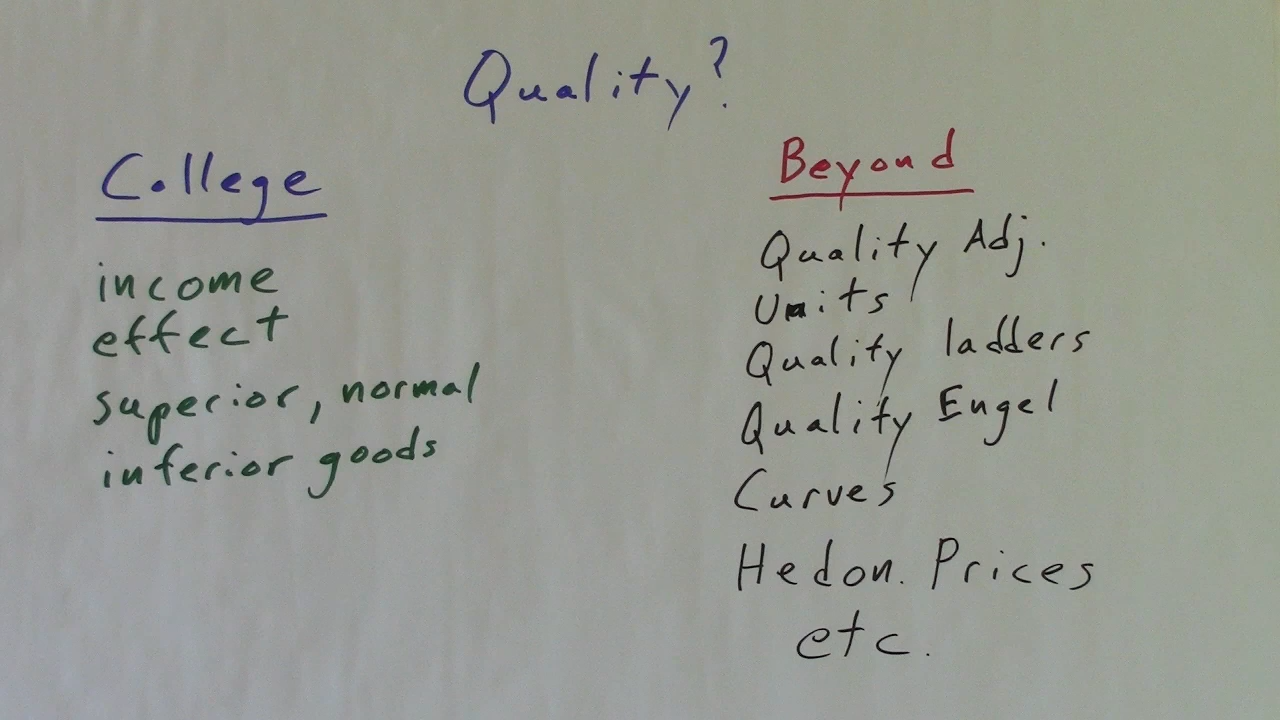 Quality?
College
income
effect
superior, normal
inferior goods
Beyond
Quality Adj.
Units
Quality ladders
Quality Engel
Curves
Hedon. Prices
etc.